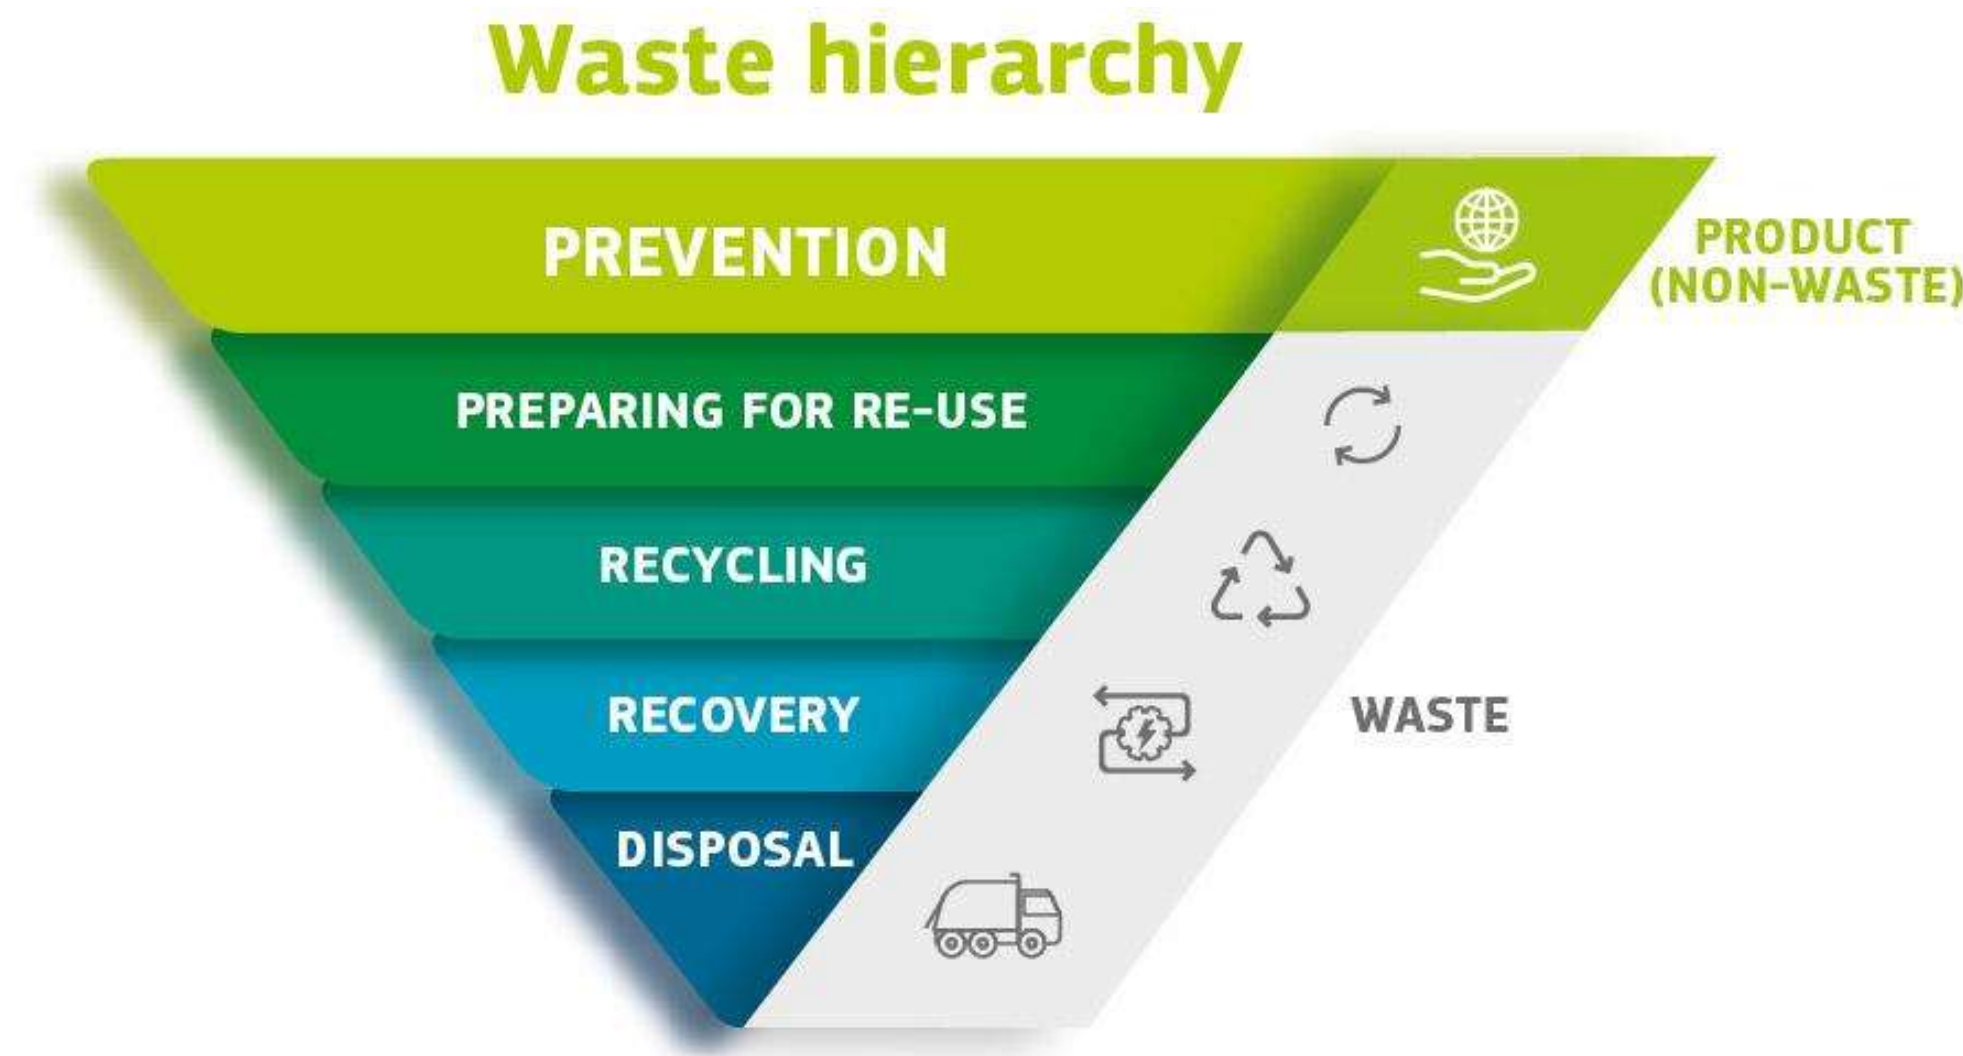 Waste hierarchy
PREVENTION
PRODUCT
(NON-WASTE)
PREPARING FOR RE-USE
RECYCLING
RECOVERY
WASTE
DISPOSAL